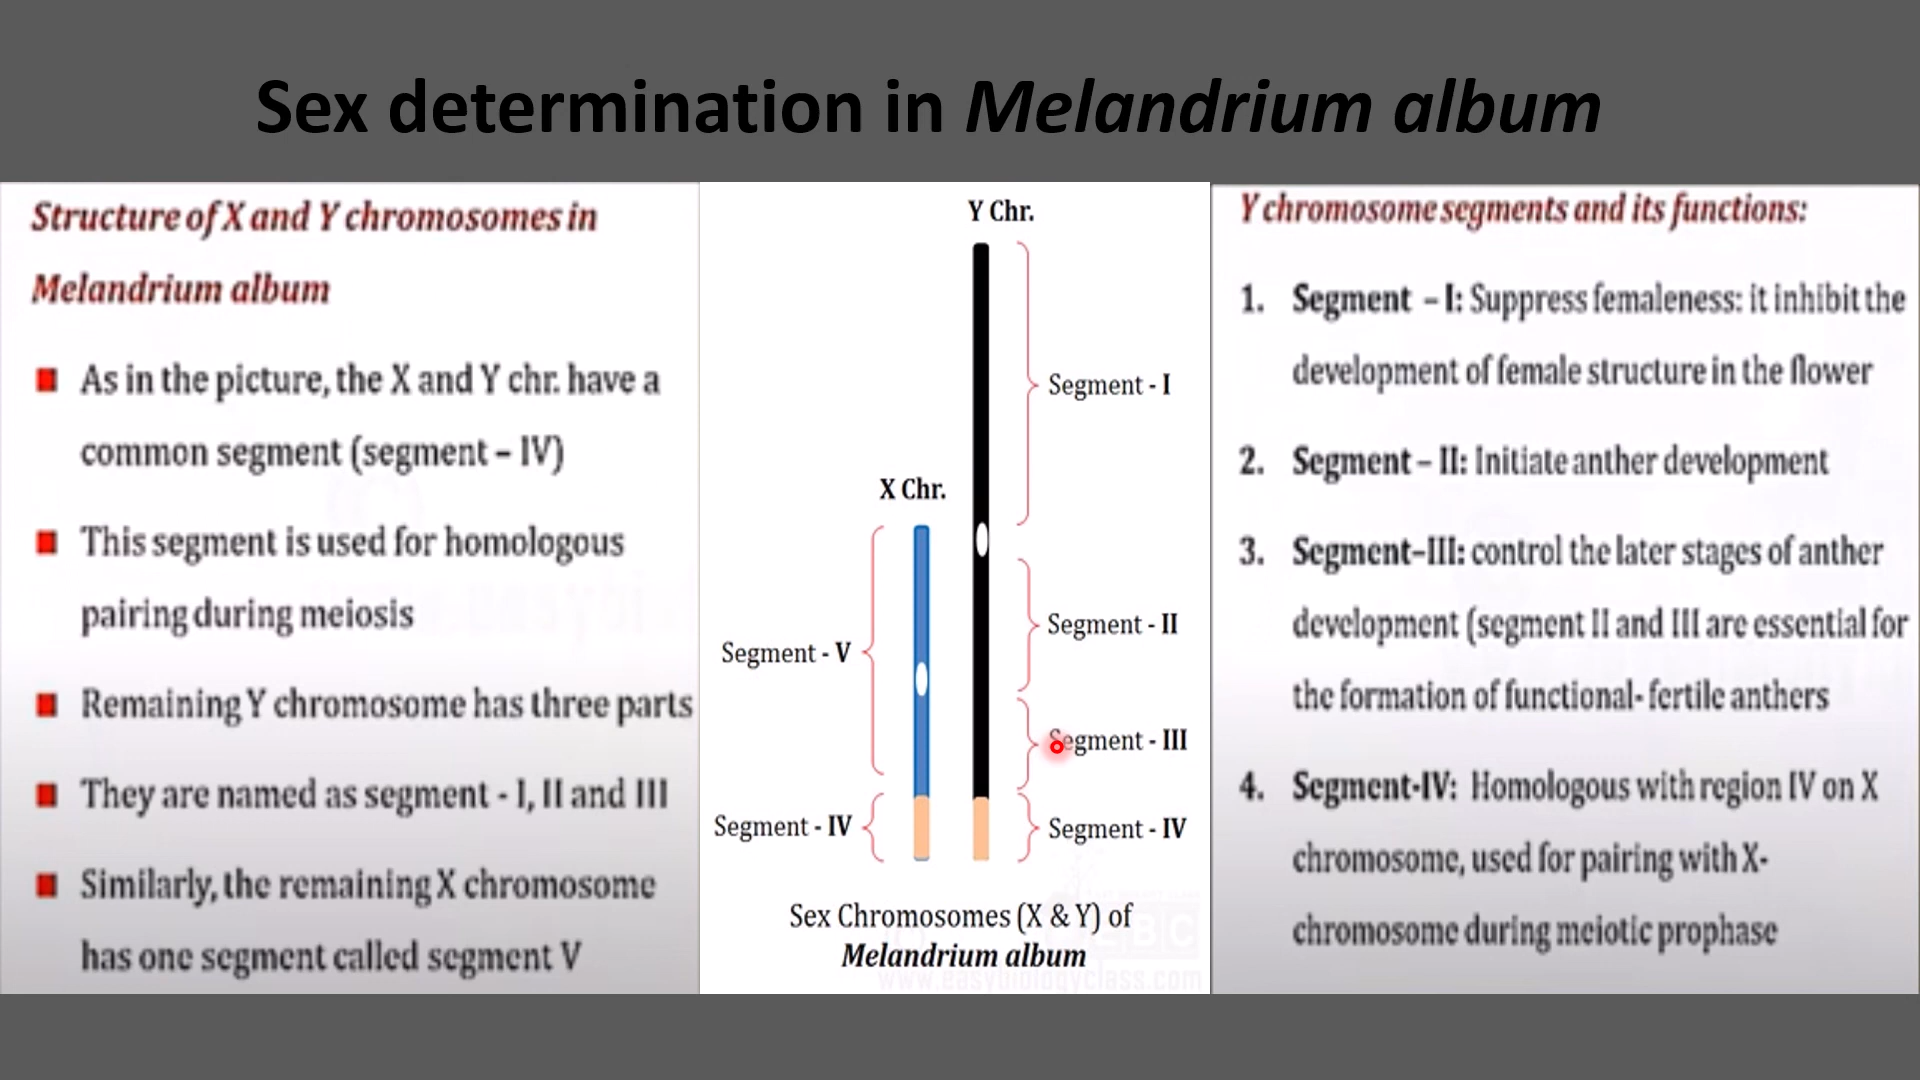 Sex determination in Melandrium album
Structure of X and Y chromosomes in
Melandrium album
As in the picture, the X and Y chr. have a
common segment (segment – IV)
This segment is used for homologous
pairing during meiosis
Remaining Y chromosome has three parts
They are named as segment - I, II and III
Similarly, the remaining X chromosome
has one segment called segment V
Y Chr.
Segment - I
X Chr.
Segment - II
Segment - V
Segment - III
Segment - IV
Segment - IV
Sex Chromosomes (X & Y) of
Melandrium album
www.easybiologyclass.com
Y chromosome segments and its functions:
1. Segment – I: Suppress femaleness: it inhibit the
development of female structure in the flower
2. Segment – II: Initiate anther development
3. Segment–III: control the later stages of anther
development (segment II and III are essential for
the formation of functional- fertile anthers
4. Segment-IV: Homologous with region IV on X
chromosome, used for pairing with X-
chromosome during meiotic prophase